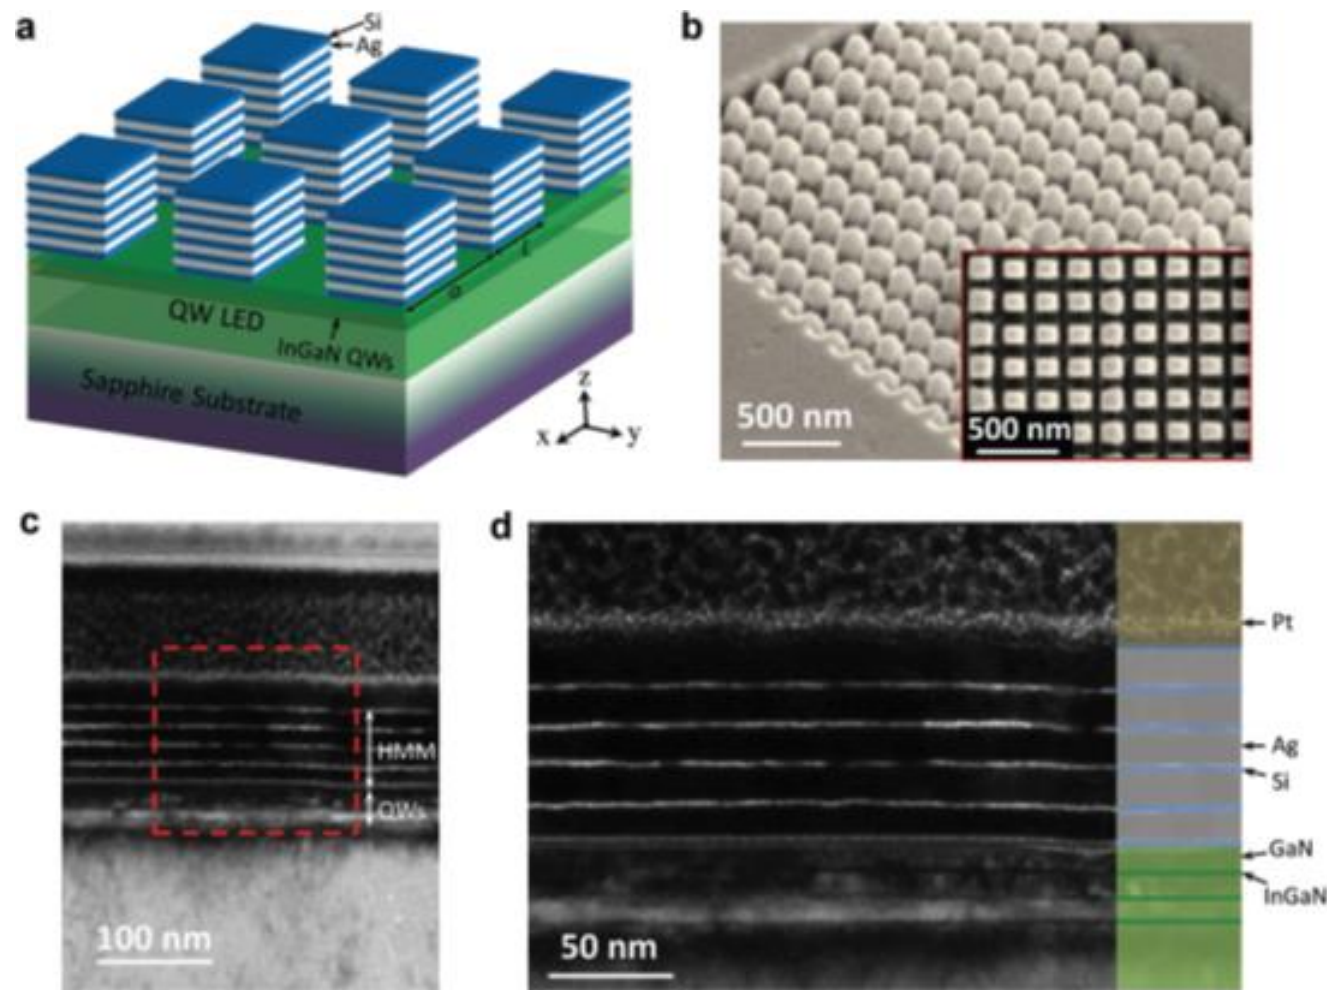 a
Si
Ag
L
a
QW LED
InGaN QWs
Sapphire Substrate
z
x
y
b
500 nm
500 nm
c
HMM
QWs
100 nm
d
Pt
Ag
Si
GaN
InGaN
50 nm